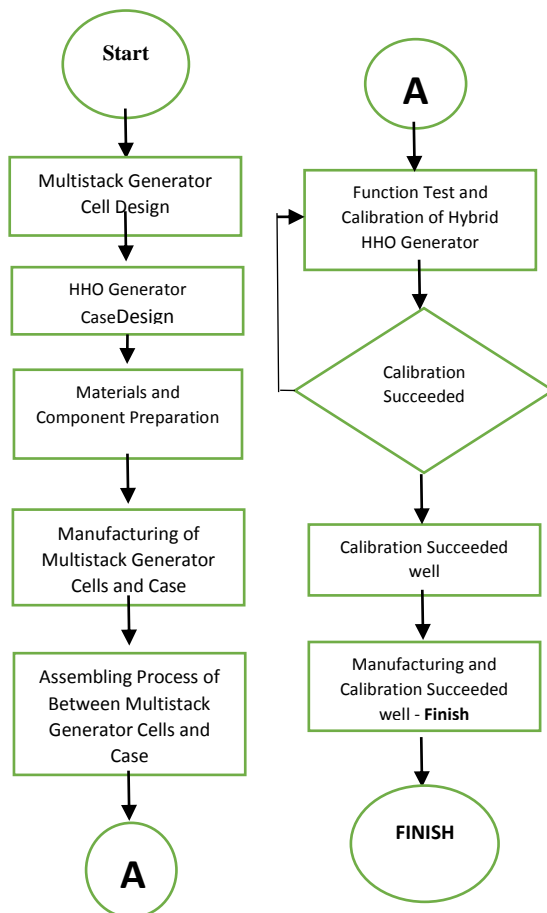 Start
Multistack Generator
Cell Design
HHO Generator
CaseDesign
Materials and
Component Preparation
Manufacturing of
Multistack Generator
Cells and Case
Assembling Process of
Between Multistack
Generator Cells and
Case
A
A
Function Test and
Calibration of Hybrid
HHO Generator
Calibration
Succeeded
Calibration Succeeded
well
Manufacturing and
Calibration Succeeded
well - Finish
FINISH